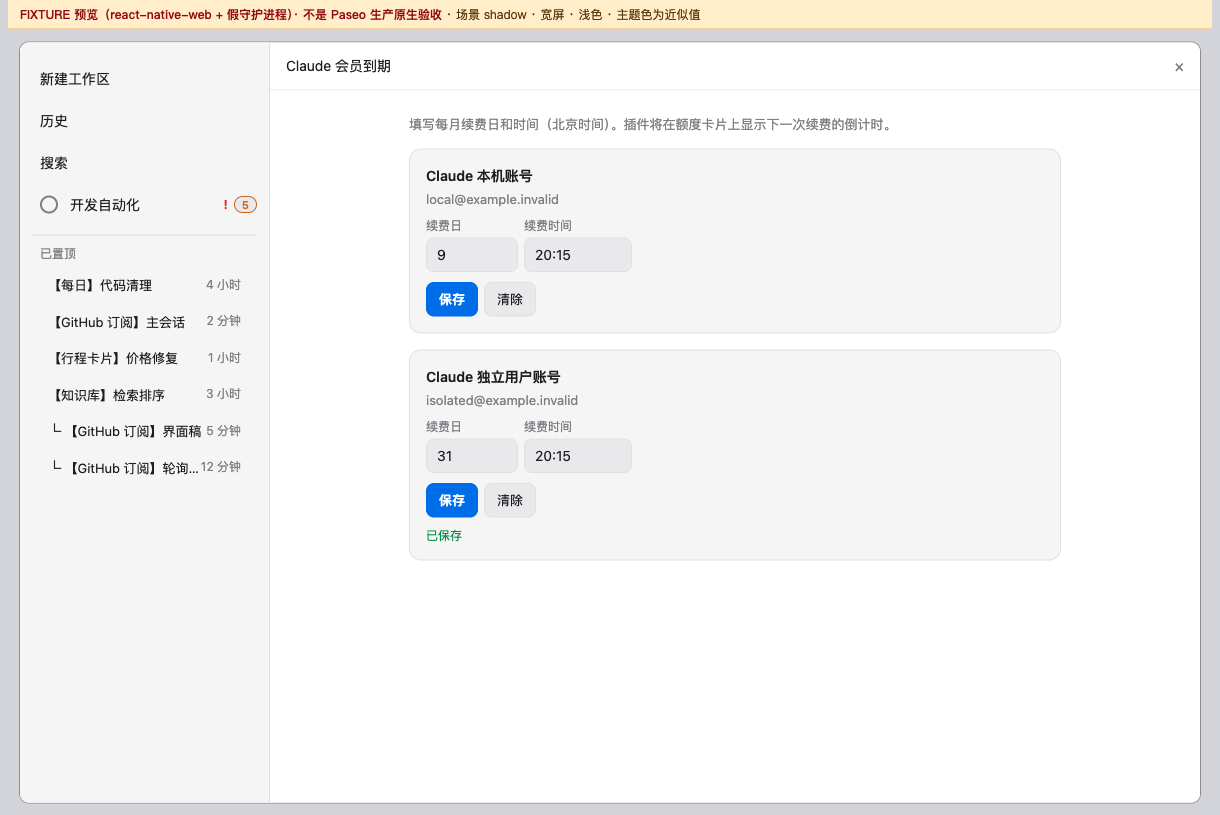 FIXTURE 预览（react-native-web + 假守护进程）· 不是 Paseo 生产原生验收 · 场景 shadow · 宽屏 · 浅色 · 主题色为近似值
新建工作区
历史
搜索
开发自动化 ! 5
已置顶
【每日】代码清理 4 小时
【GitHub 订阅】主会话 2 分钟
【行程卡片】价格修复 1 小时
【知识库】检索排序 3 小时
└ 【GitHub 订阅】界面稿 5 分钟
└ 【GitHub 订阅】轮询... 12 分钟
Claude 会员到期 ×
填写每月续费日和时间（北京时间）。插件将在额度卡片上显示下一次续费的倒计时。
Claude 本机账号
local@example.invalid
续费日 续费时间
9 20:15
保存 清除
Claude 独立用户账号
isolated@example.invalid
续费日 续费时间
31 20:15
保存 清除
已保存